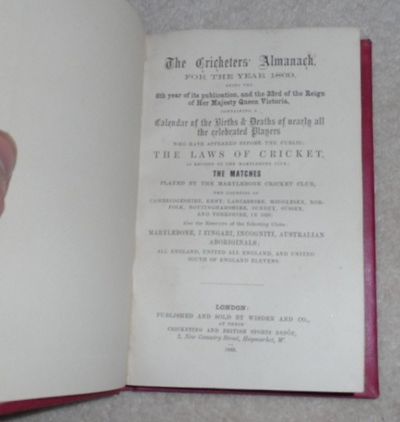 The Cricketers' Almanack,
FOR THE YEAR 1869,
BEING THE
6th year of its publication, and the 33rd of the Reign
of Her Majesty Queen Victoria,
CONTAINING A
Calendar of the Births & Deaths of nearly all
the celebrated Players
WHO HAVE APPEARED BEFORE THE PUBLIC;
THE LAWS OF CRICKET,
AS REVISED BY THE MARYLEBONE CLUB;
THE MATCHES
PLAYED BY THE MARYLEBONE CRICKET CLUB,
THE COUNTIES OF
CAMBRIDGESHIRE, KENT, LANCASHIRE, MIDDLESEX, NOR-
FOLK, NOTTINGHAMSHIRE, SURREY, SUSSEX,
AND YORKSHIRE, IN 1868;
Also the Elevens of the following Clubs:
MARYLEBONE, I ZINGARI, INCOGNITI, AUSTRALIAN
ABORIGINALS;
ALL ENGLAND, UNITED ALL ENGLAND, AND UNITED
SOUTH OF ENGLAND ELEVENS.
LONDON:
PUBLISHED AND SOLD BY WISDEN AND CO.,
AT THEIR
CRICKETING AND BRITISH SPORTS DEPÔT,
2, New Coventry Street, Haymarket, W.
1869.